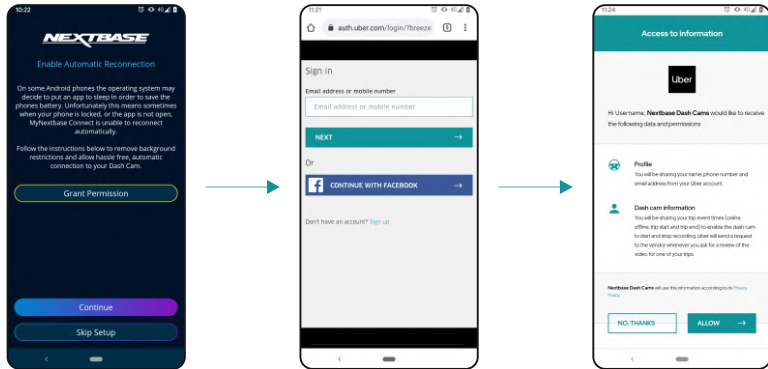 10:22
4G
NEXTBASE
Enable Automatic Reconnection
On some Android phones the operating system may
decide to put an app to sleep in order to save the
phones battery. Unfortunately this means sometimes
when your phone is locked, or the app is not open,
MyNextbase Connect is unable to reconnect
automatically.
Follow the instructions below to remove background
restrictions and allow hassle free, automatic
connection to your Dash Cam.
Grant Permission
Continue
Skip Setup
11:21
4G
auth.uber.com/login/?breeze
Sign in
Email address or mobile number
Email address or mobile number
NEXT
Or
f CONTINUE WITH FACEBOOK
Don't have an account? Sign up
11:24
4G
Access to information
Uber
Hi Username, Nextbase Dash Cams would like to receive
the following data and permissions
Profile
You will be sharing your name, phone number and
email address from your Uber account.
Dash cam information
You will be sharing your trip event times (online,
offline, trip start and trip end) to enable the dash cam
to start and stop recording. Uber will send a request
to the vendor whenever you ask for a review of the
video for one of your trips.
Nextbase Dash Cams will use this information according to its Privacy
Policy.
NO, THANKS
ALLOW